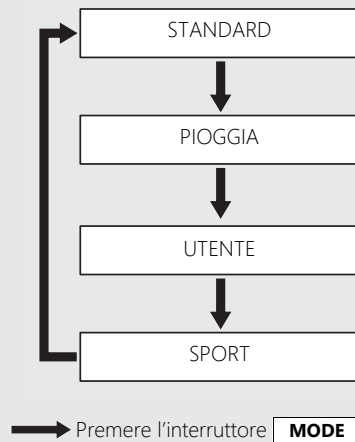 STANDARD
PIOGGIA
UTENTE
SPORT
Premere l'interruttore MODE